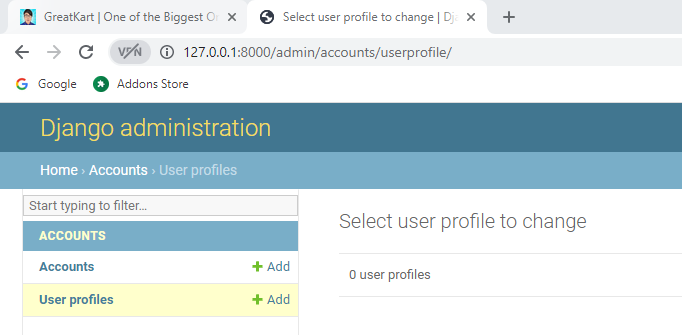 GreatKart | One of the Biggest O
Select user profile to change | Dj
VPN
127.0.0.1:8000/admin/accounts/userprofile/
Google
Addons Store
Django administration
Home › Accounts › User profiles
Start typing to filter...
ACCOUNTS
Accounts + Add
User profiles + Add
Select user profile to change
0 user profiles